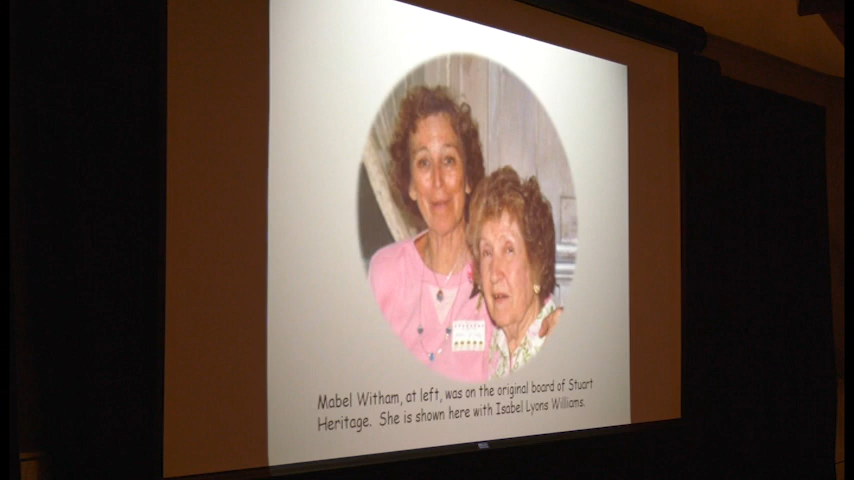 Mabel Witham, at left, was on the original board of Stuart
Heritage. She is shown here with Isabel Lyons Williams.